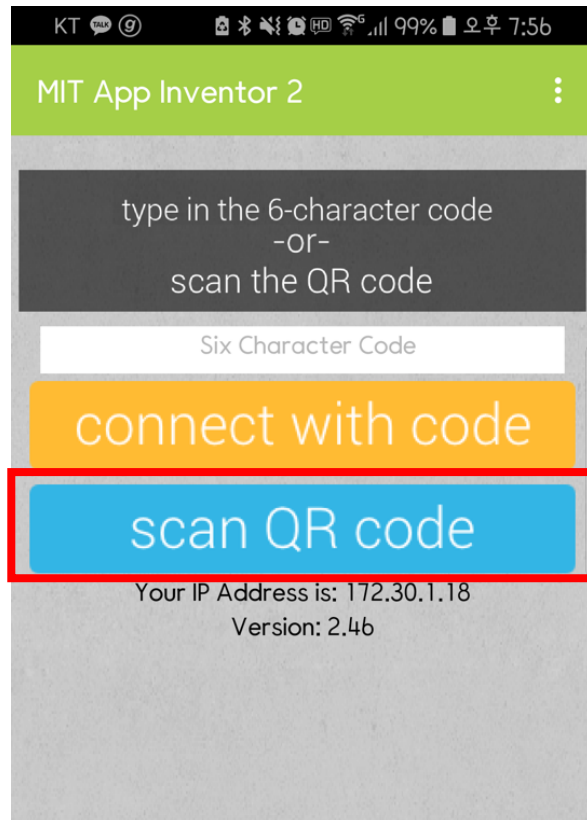 KT TALK g HD G 99% 오후 7:56
MIT App Inventor 2
type in the 6-character code
-or-
scan the QR code
Six Character Code
connect with code
scan QR code
Your IP Address is: 172.30.1.18
Version: 2.46